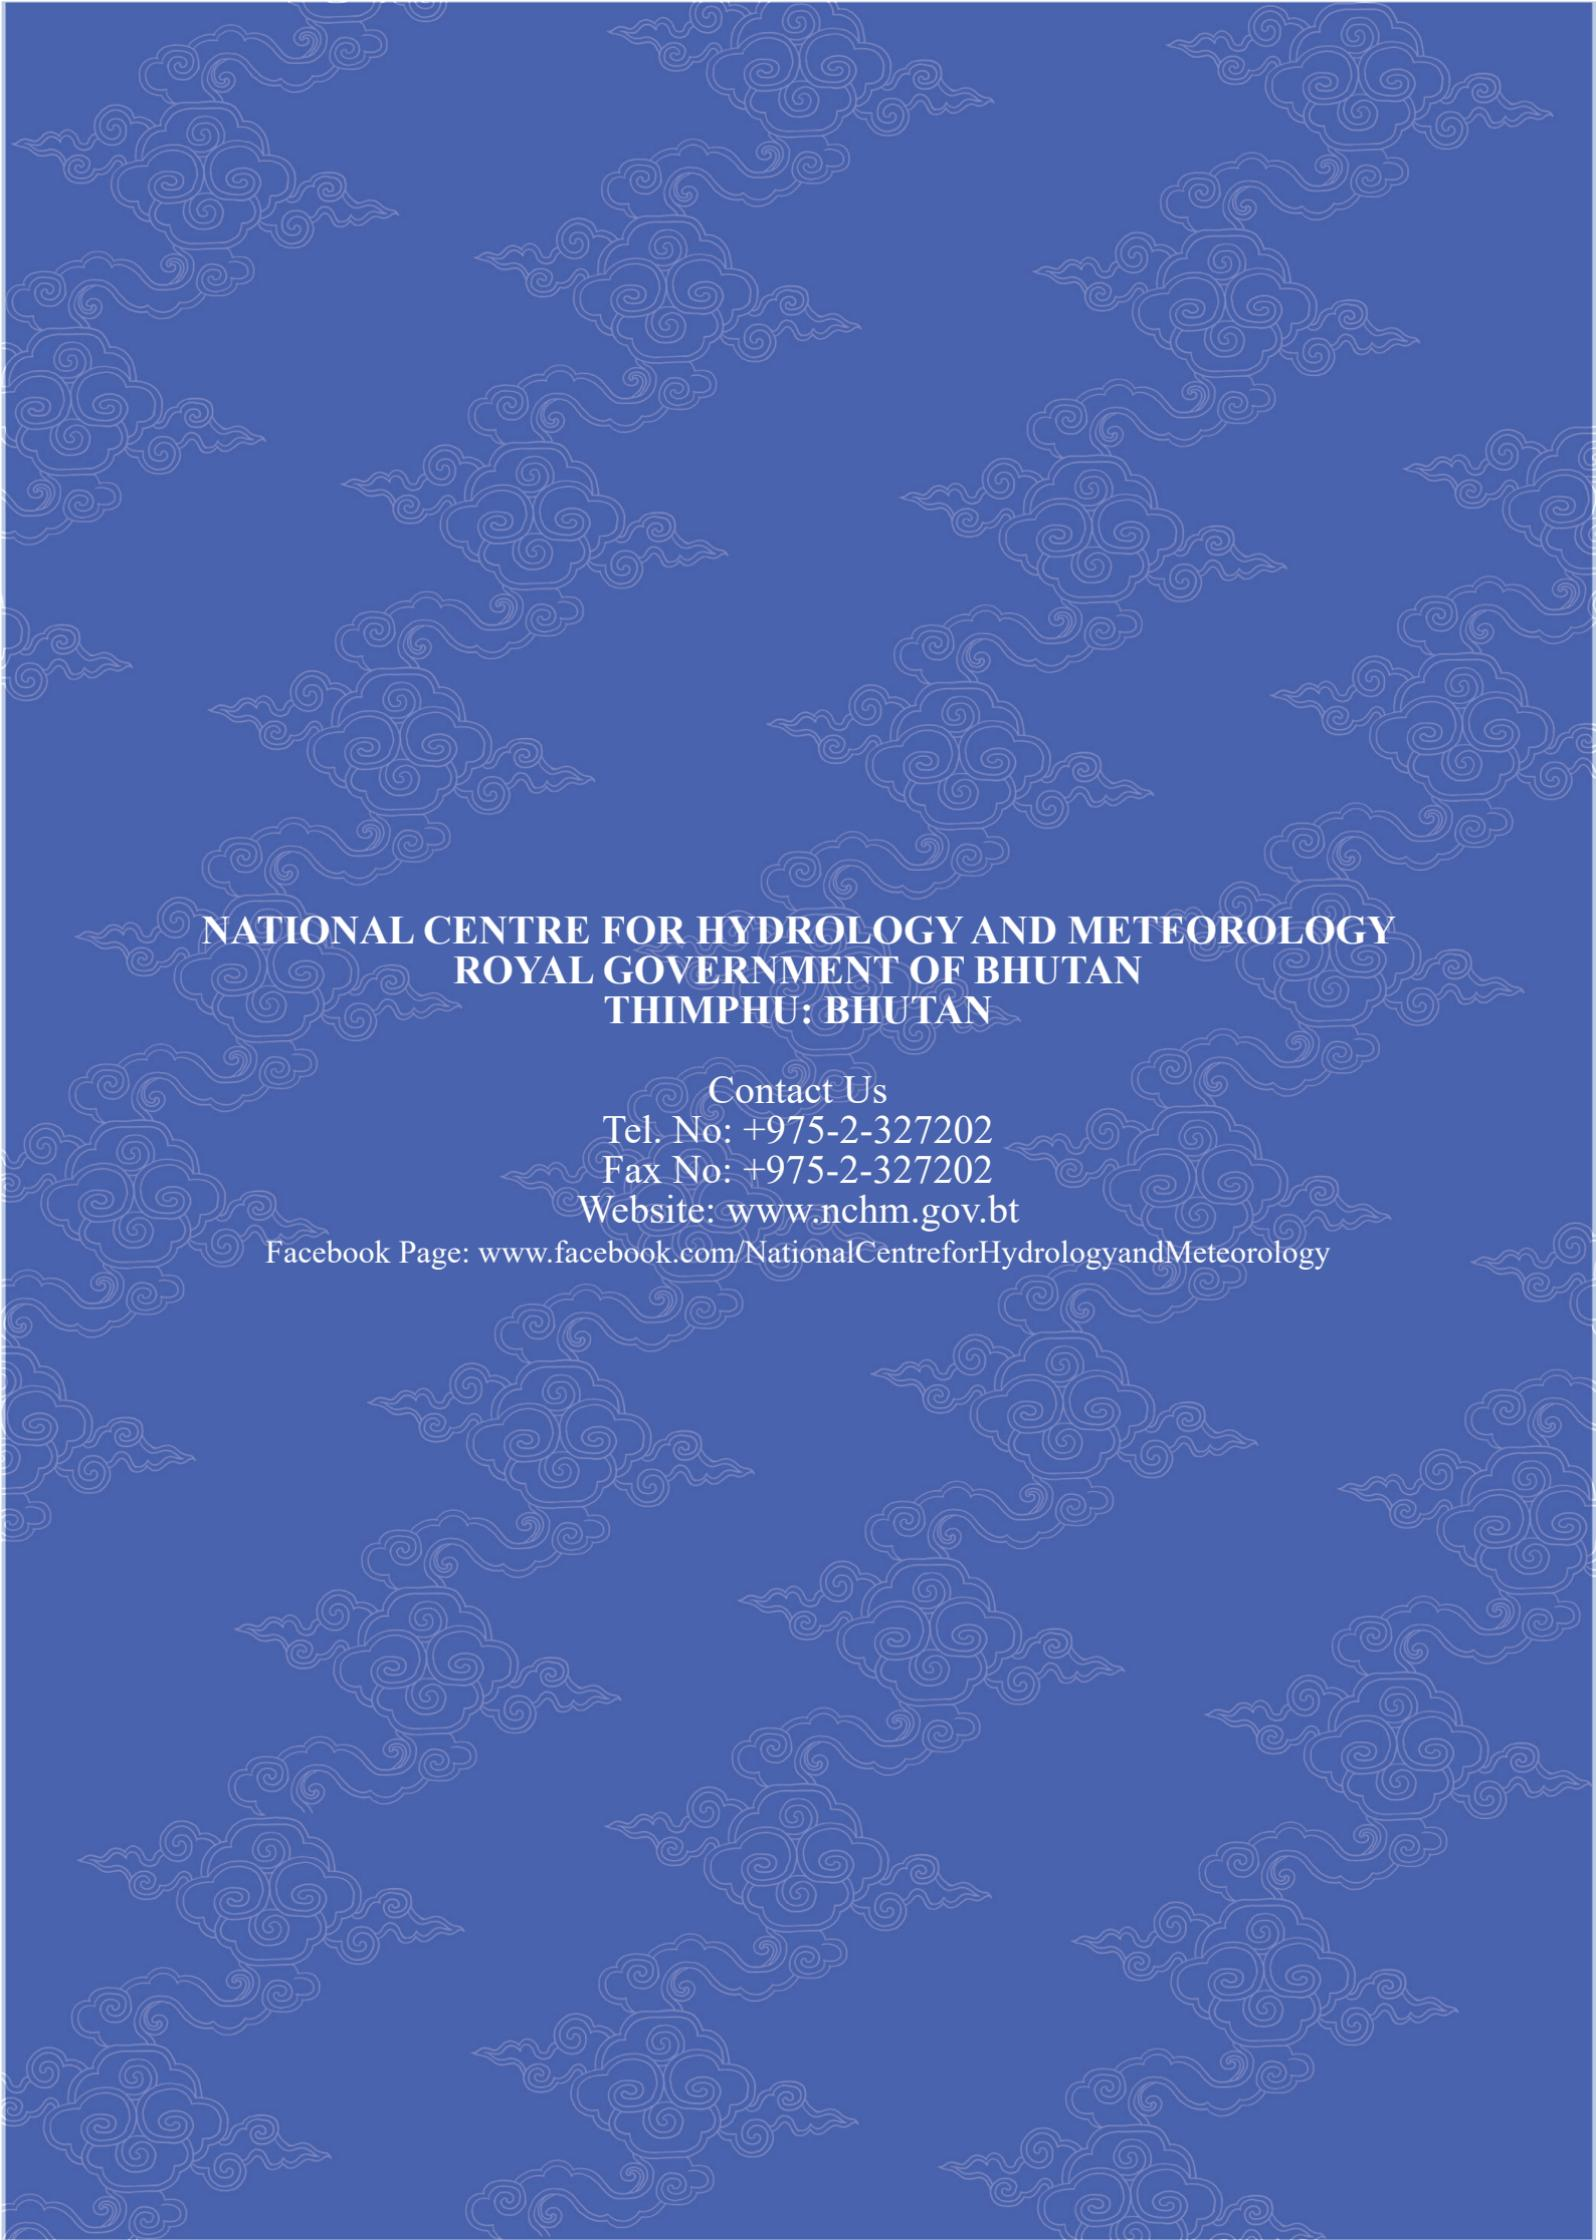 NATIONAL CENTRE FOR HYDROLOGY AND METEOROLOGY
ROYAL GOVERNMENT OF BHUTAN
THIMPHU: BHUTAN
Contact Us
Tel. No: +975-2-327202
Fax No: +975-2-327202
Website: www.nchm.gov.bt
Facebook Page: www.facebook.com/NationalCentreforHydrologyandMeteorology